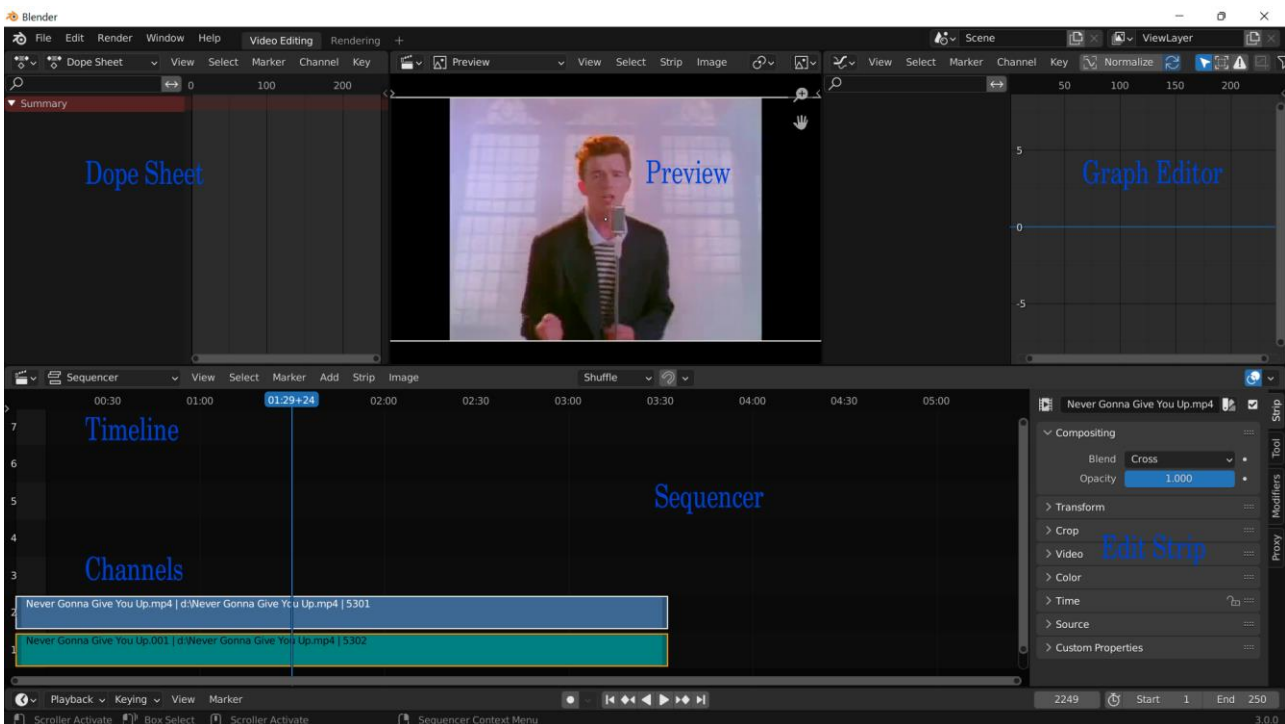 Blender
File Edit Render Window Help Video Editing Rendering + Scene ViewLayer
Dope Sheet View Select Marker Channel Key Preview View Select Strip Image View Select Marker Channel Key Normalize
0 100 200 50 100 150 200
Summary
5
Dope Sheet Preview Graph Editor
0
-5
Sequencer View Select Marker Add Strip Image Shuffle
00:30 01:00 01:29+24 02:00 02:30 03:00 03:30 04:00 04:30 05:00 Never Gonna Give You Up.mp4 Strip
7 Timeline Compositing
Tool
6 Blend Cross
Opacity 1.000
5 Sequencer Transform Modifiers
Crop
4 Edit Strip
Video Proxy
3 Channels Color
2 Never Gonna Give You Up.mp4 | d:\Never Gonna Give You Up.mp4 | 5301 Time
Source
1 Never Gonna Give You Up.001 | d:\Never Gonna Give You Up.mp4 | 5302 Custom Properties
Playback Keying View Marker 2249 Start 1 End 250
Scroller Activate Box Select Scroller Activate Sequencer Context Menu 3.0.0